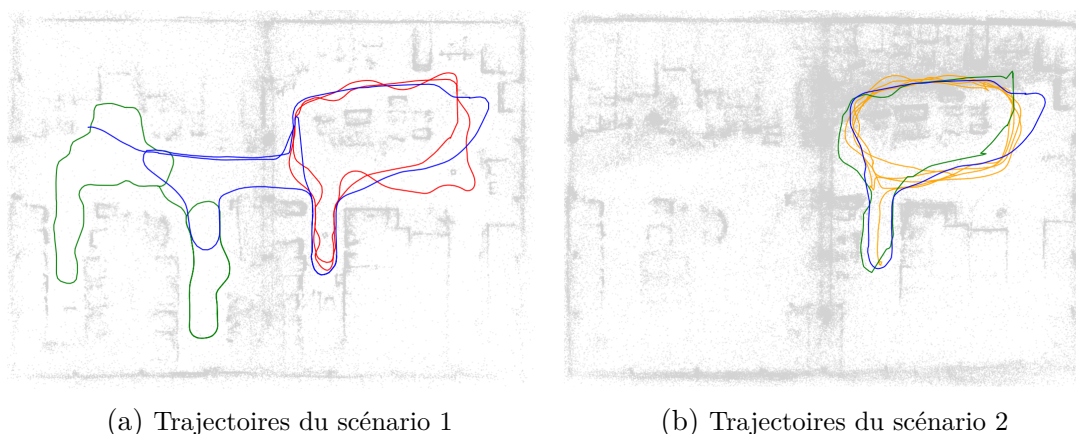 (a) Trajectoires du scénario 1
(b) Trajectoires du scénario 2